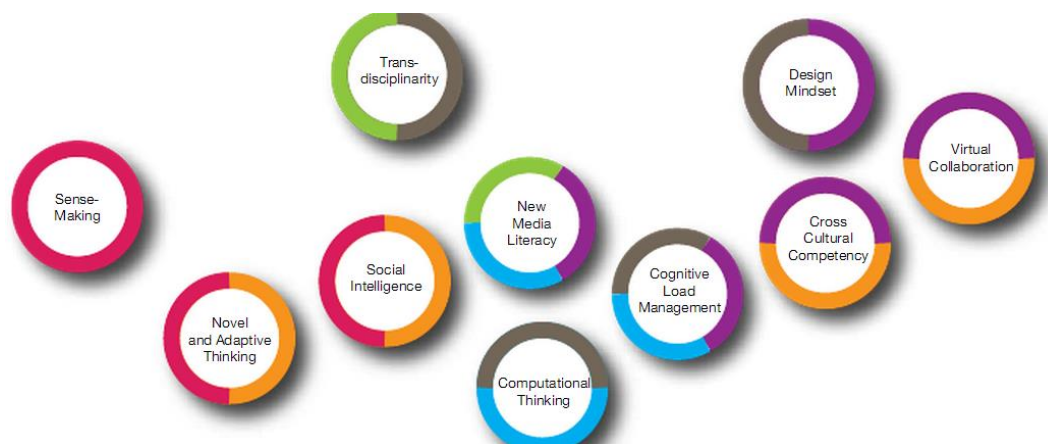 Trans-
disciplinarity
Design
Mindset
Virtual
Collaboration
Sense-
Making
New
Media
Literacy
Cross
Cultural
Competency
Social
Intelligence
Cognitive
Load
Management
Novel
and Adaptive
Thinking
Computational
Thinking